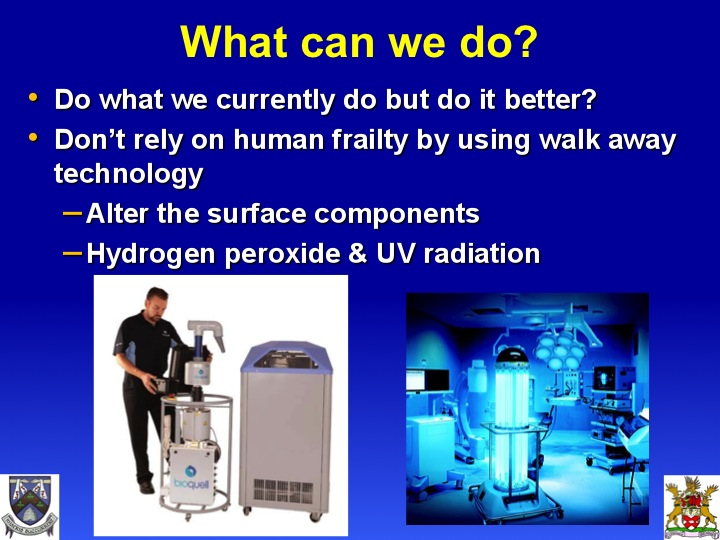 What can we do?
• Do what we currently do but do it better?
• Don’t rely on human frailty by using walk away
technology
– Alter the surface components
– Hydrogen peroxide & UV radiation
bioquell